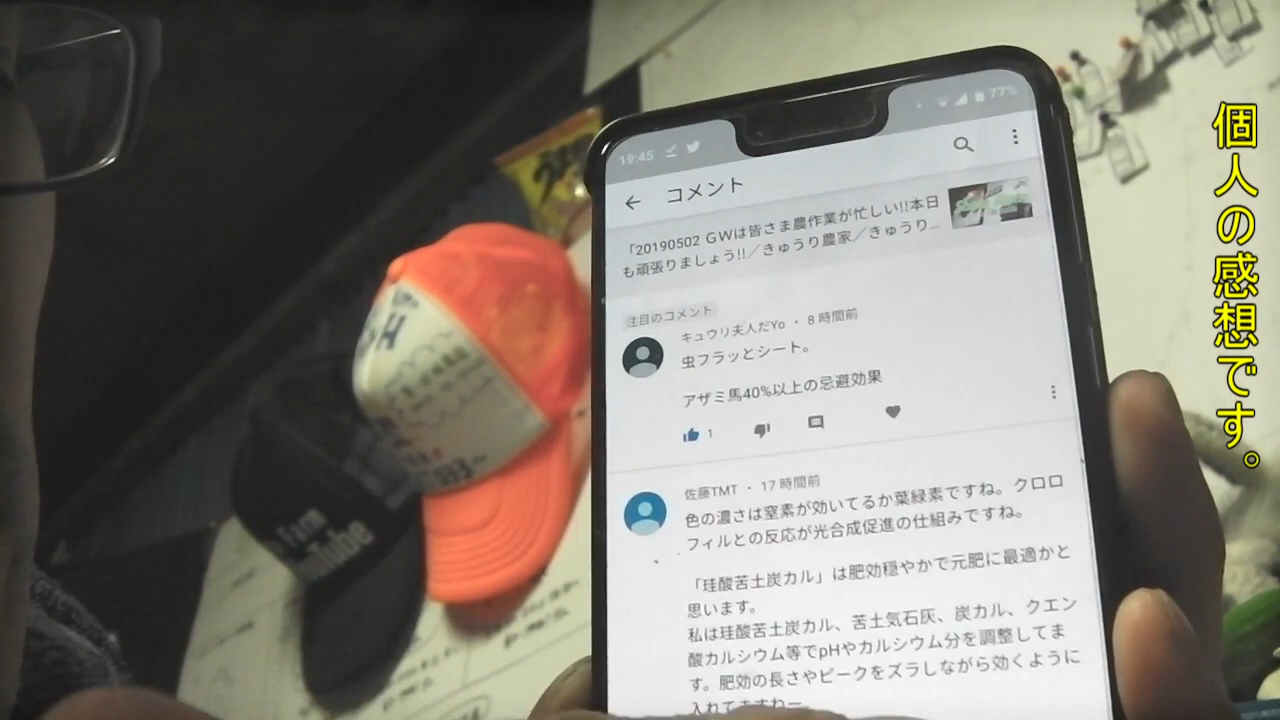 19:45
77%
コメント
「20190502 GWは皆さま農作業が忙しい!!本日
も頑張りましょう!!／きゅうり農家／きゅうり...
注目のコメント
キュウリ夫人だYo ・ 8 時間前
虫フラッとシート。
アザミ馬40%以上の忌避効果
1
佐藤TMT ・ 17 時間前
色の濃さは窒素が効いてるか葉緑素ですね。クロロ
フィルとの反応が光合成促進の仕組みですね。
「珪酸苦土炭カル」は肥効穏やかで元肥に最適かと
思います。
私は珪酸苦土炭カル、苦土気石灰、炭カル、クエン
酸カルシウム等でpHやカルシウム分を調整してま
す。肥効の長さやピークをズラしながら効くように
入れてますねー
個人の感想です。
Farm
Tube